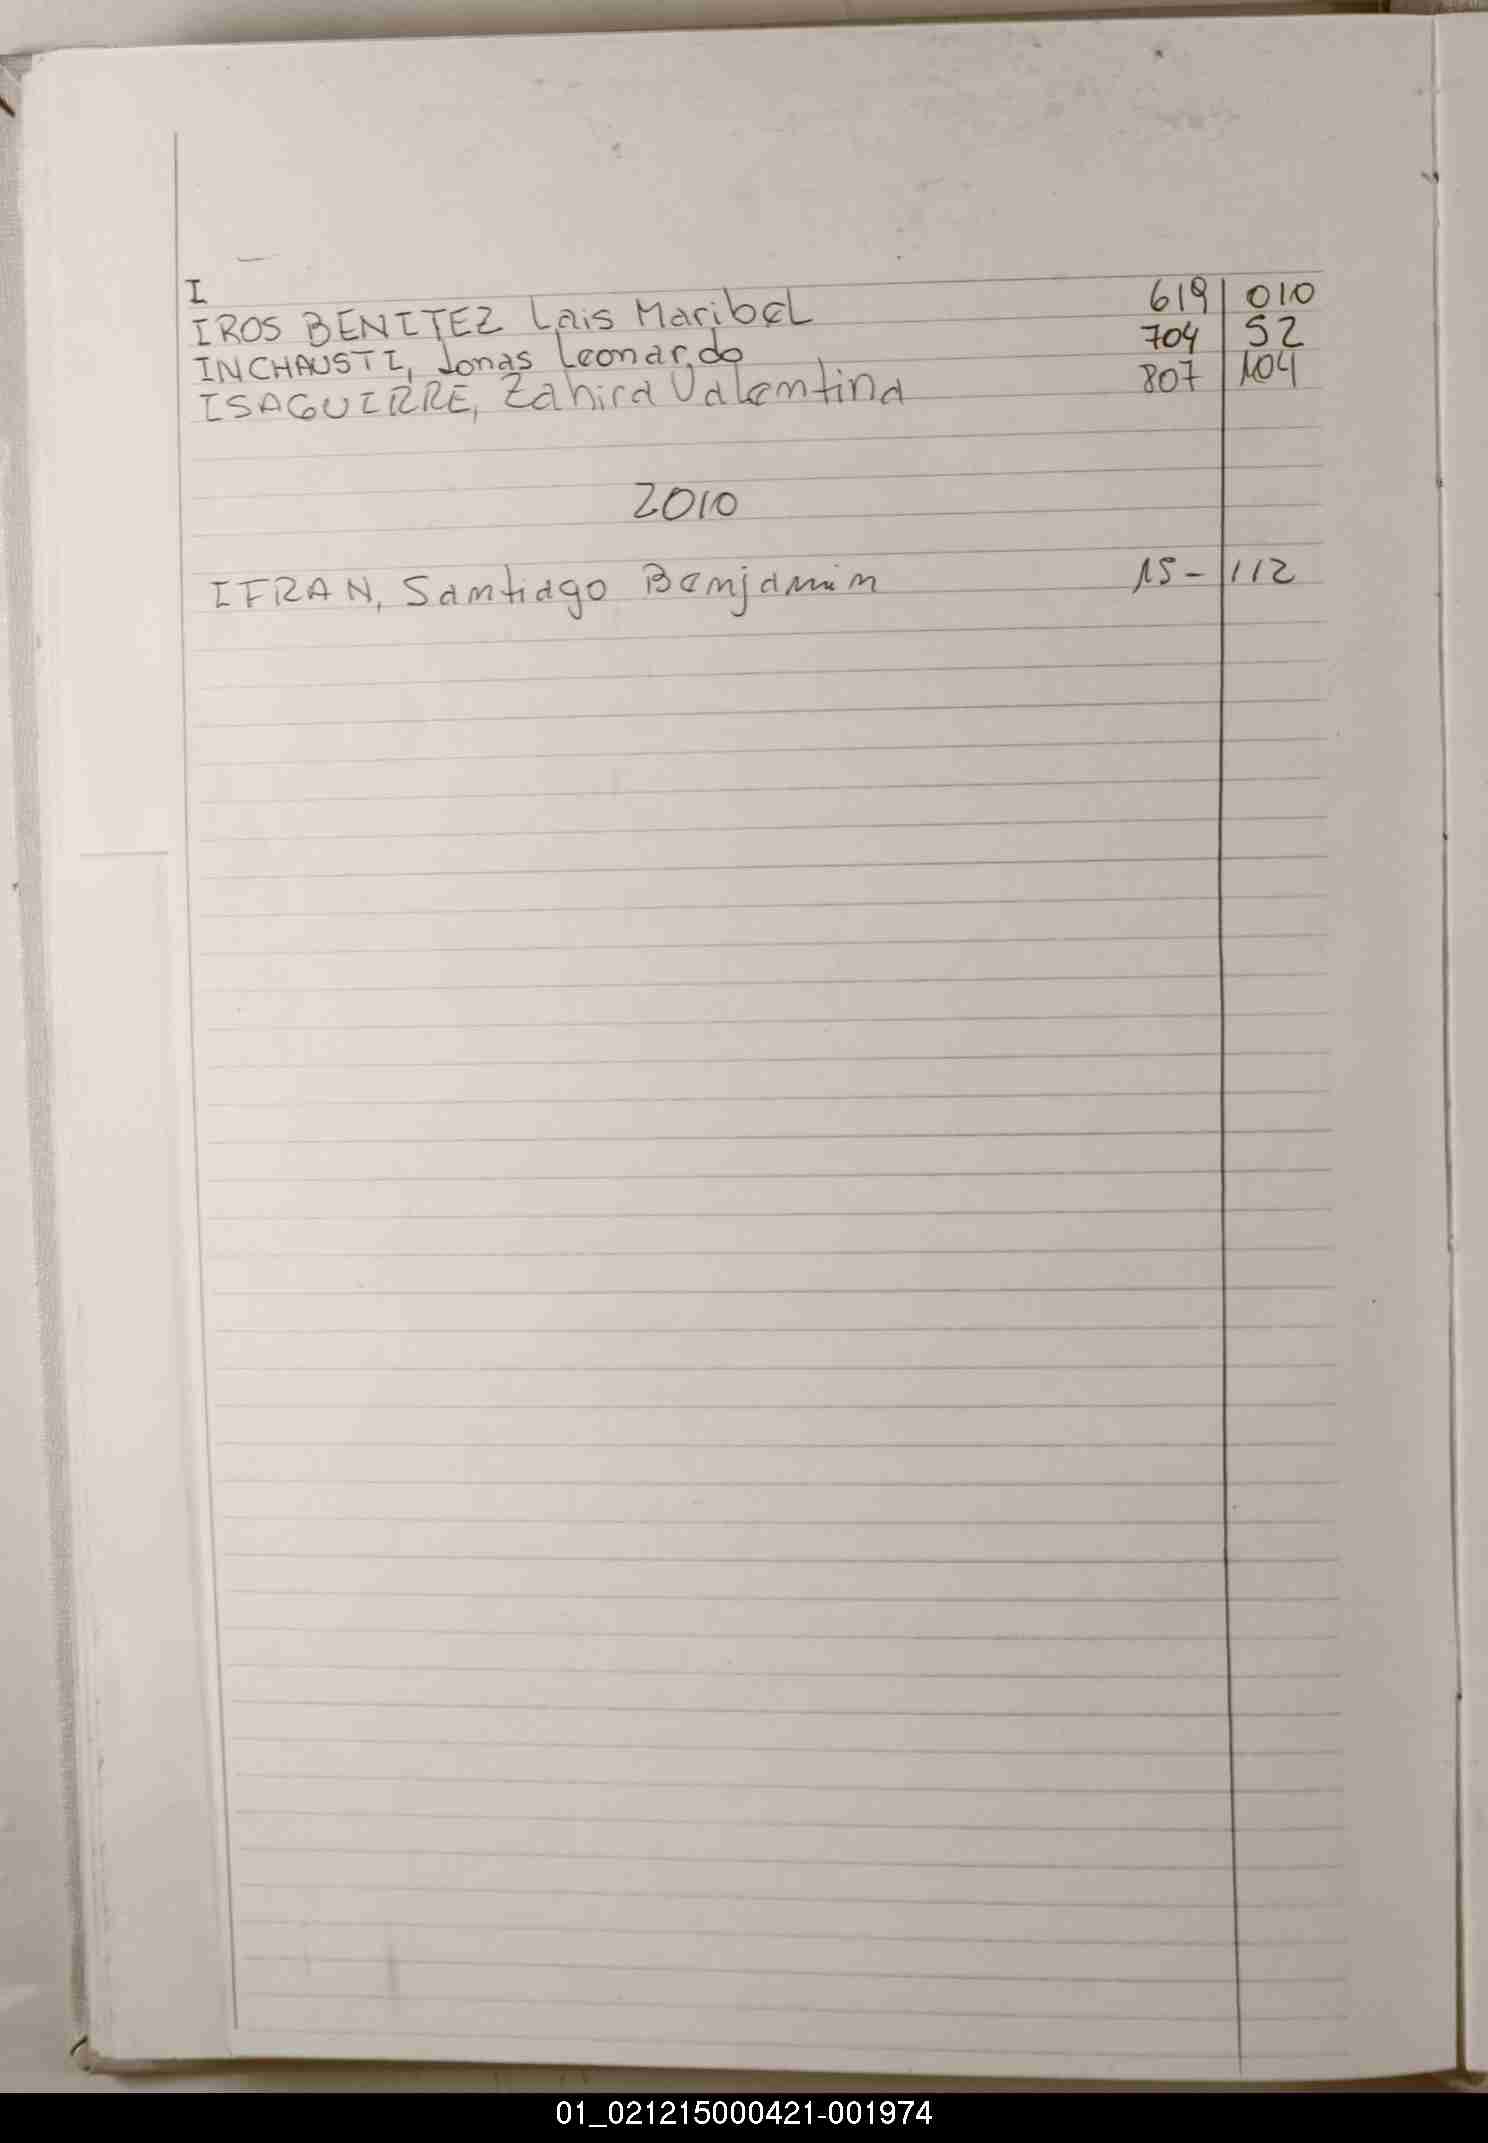 I
IROS BENITEZ Lais Maribel 619 010
INCHAUSTI, Jonas Leonardo 704 52
ISAGUIRRE, Zahira Valentina 807 104
2010
IFRAN, Santiago Benjamin 15- 112
01_021215000421-001974